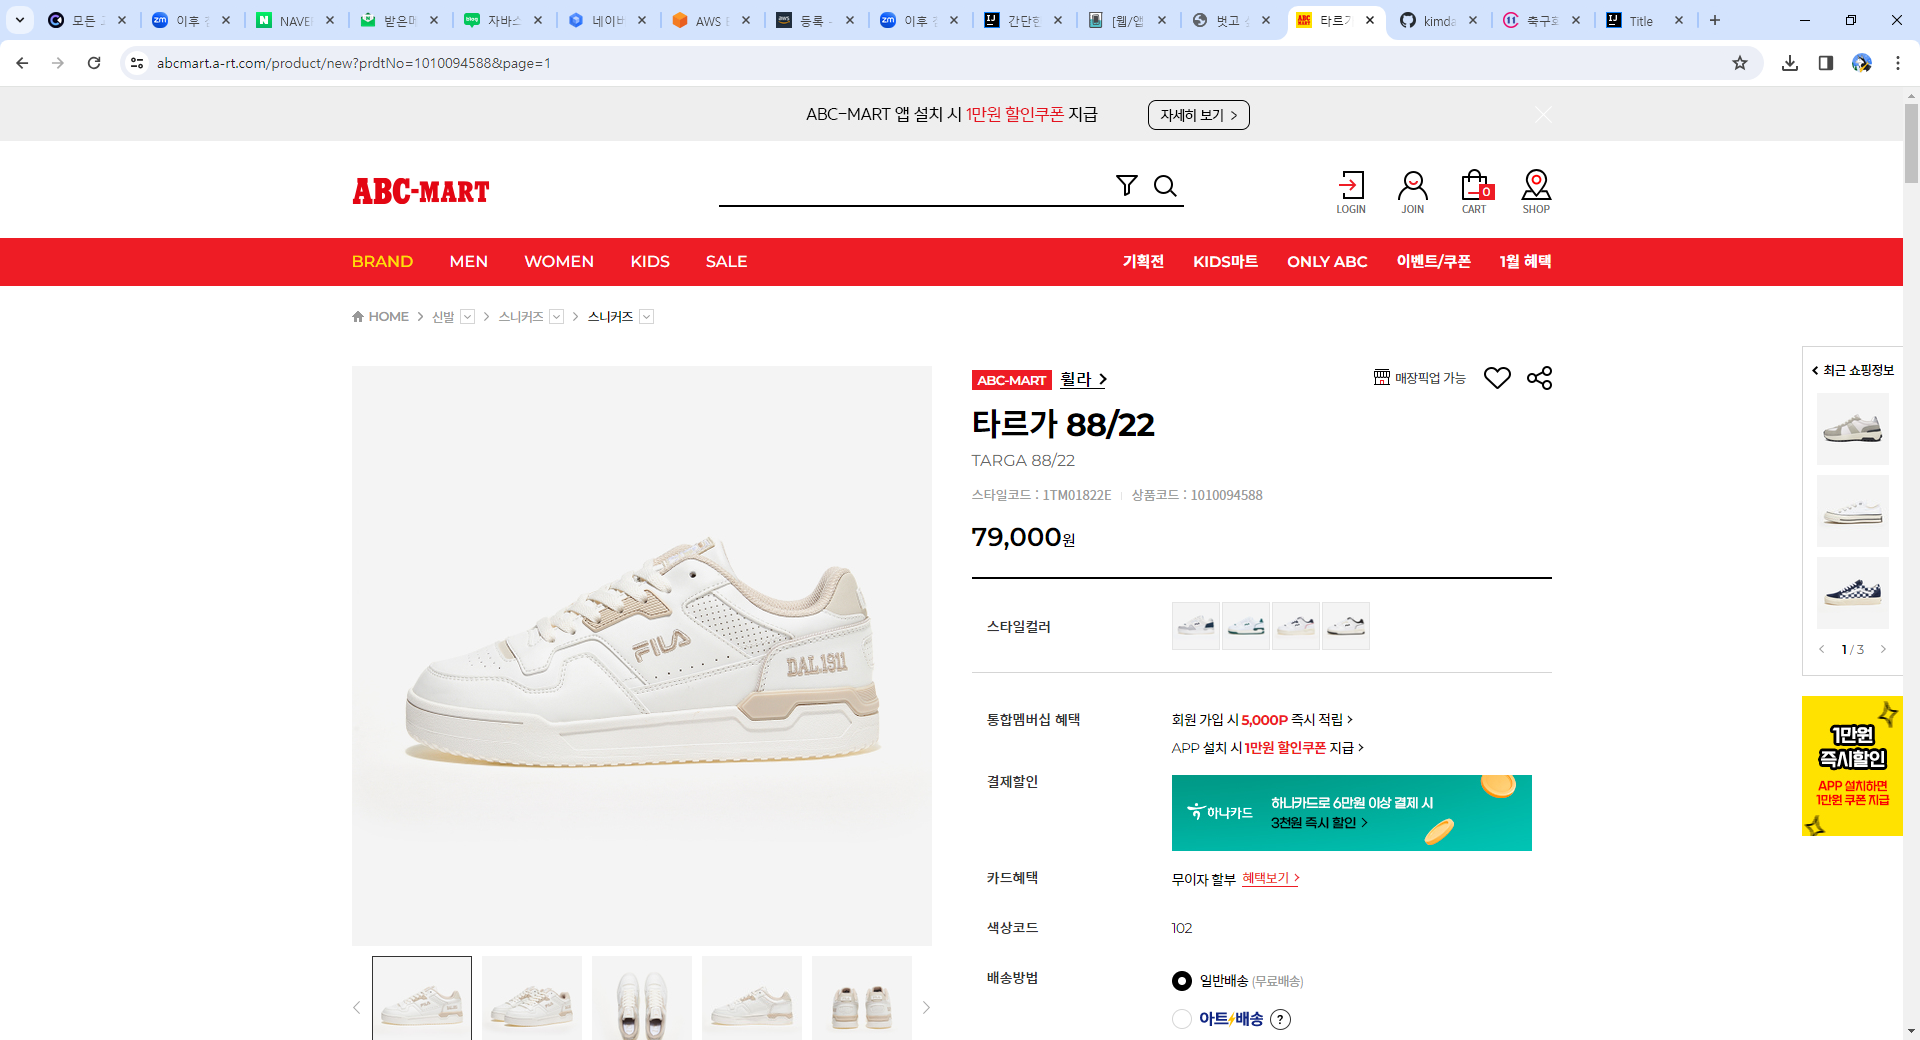 모든
이후
NAVE
받은메
자바스
네이버
AWS
등록 -
이후
간단한
[웹/앱
벗고
타르가
kimda
축구화
Title
abcmart.a-rt.com/product/new?prdtNo=1010094588&page=1
ABC-MART 앱 설치 시 1만원 할인쿠폰 지급
자세히 보기 >
ABC-MART
LOGIN
JOIN
0
CART
SHOP
BRAND MEN WOMEN KIDS SALE
기획전 KIDS마트 ONLY ABC 이벤트/쿠폰 1월 혜택
HOME > 신발 > 스니커즈 > 스니커즈
FILA
DAL.1911
ABC-MART 휠라 >
매장픽업 가능
타르가 88/22
TARGA 88/22
스타일코드 : 1TM01822E | 상품코드 : 1010094588
79,000원
스타일컬러
통합멤버십 혜택
회원 가입 시 5,000P 즉시 적립 >
APP 설치 시 1만원 할인쿠폰 지급 >
결제할인
하나카드
하나카드로 6만원 이상 결제 시
3천원 즉시 할인 >
카드혜택
무이자 할부 혜택보기 >
색상코드
102
배송방법
일반배송 (무료배송)
아트배송 ?
< 최근 쇼핑정보
< 1 / 3 >
1만원
즉시할인
APP 설치하면
1만원 쿠폰 지급